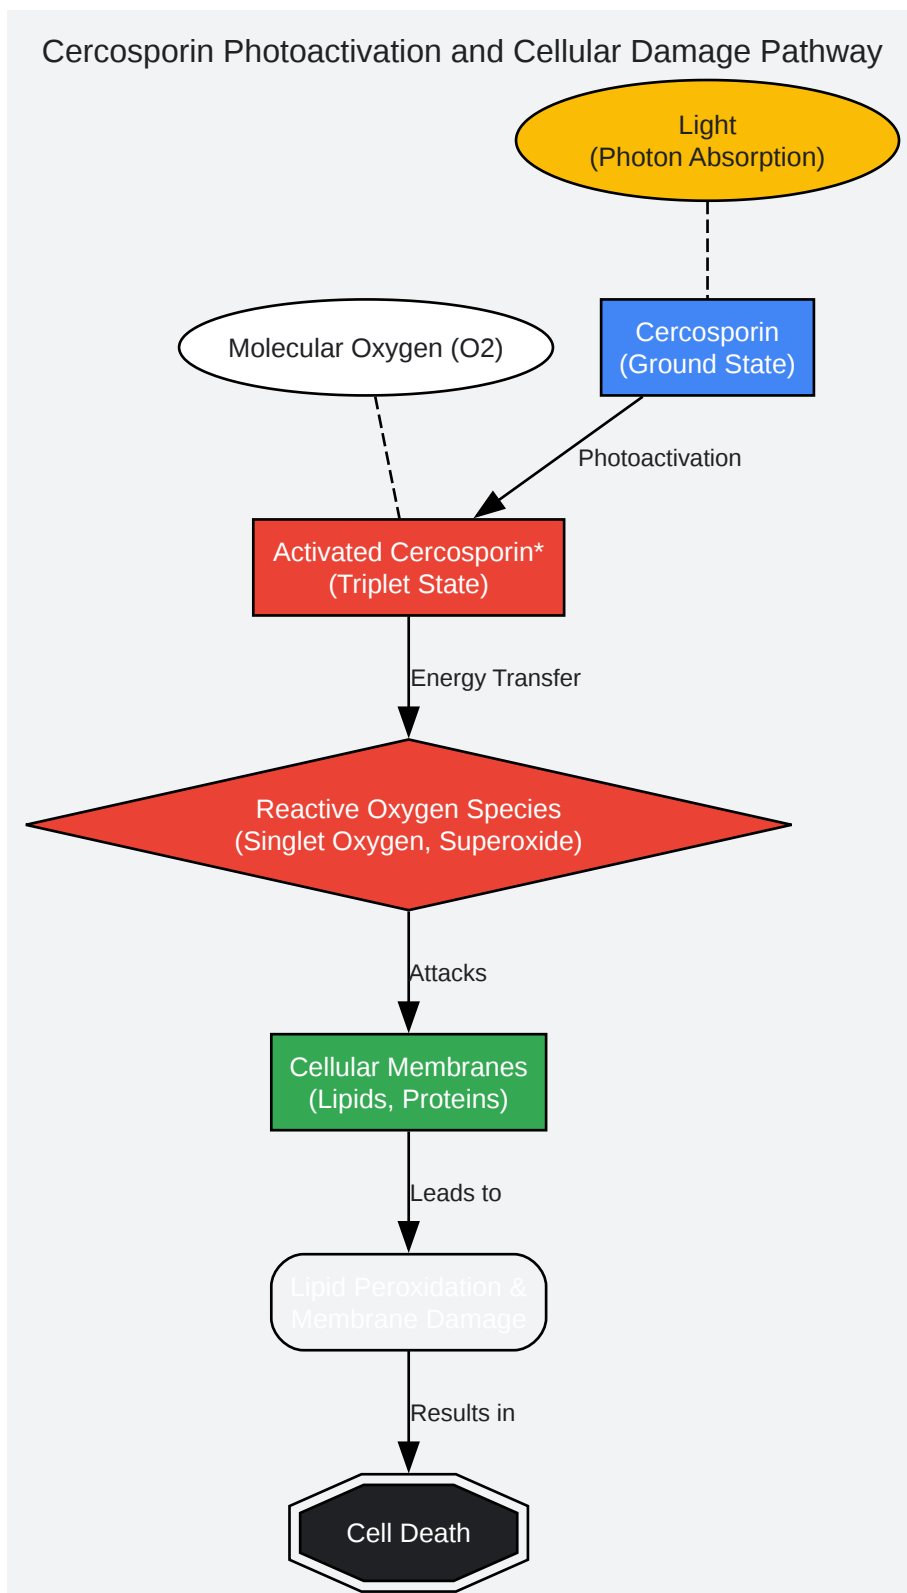 Cercosporin Photoactivation and Cellular Damage Pathway
Light
(Photon Absorption)
Molecular Oxygen (O2)
Cercosporin
(Ground State)
Photoactivation
Activated Cercosporin*
(Triplet State)
Energy Transfer
Reactive Oxygen Species
(Singlet Oxygen, Superoxide)
Attacks
Cellular Membranes
(Lipids, Proteins)
Leads to
Lipid Peroxidation &
Membrane Damage
Results in
Cell Death